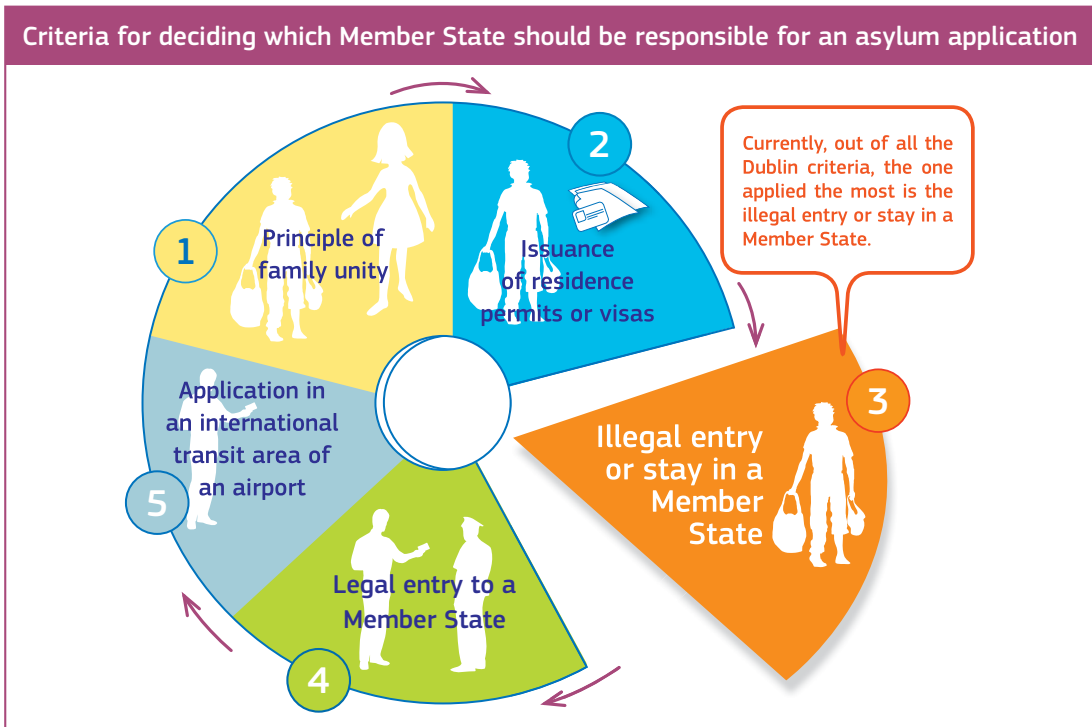 Criteria for deciding which Member State should be responsible for an asylum application
1
Principle of
family unity
2
Issuance
of residence
permits or visas
Currently, out of all the
Dublin criteria, the one
applied the most is the
illegal entry or stay in a
Member State.
3
Illegal entry
or stay in a
Member
State
4
Legal entry to a
Member State
5
Application in
an international
transit area of
an airport